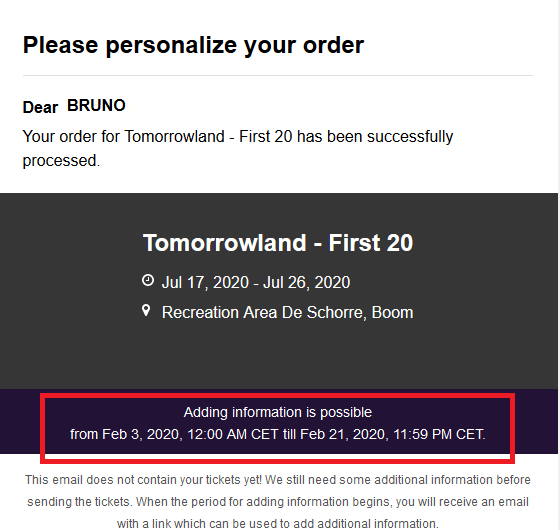 Please personalize your order
Dear BRUNO
Your order for Tomorrowland - First 20 has been successfully
processed.
Tomorrowland - First 20
Jul 17, 2020 - Jul 26, 2020
Recreation Area De Schorre, Boom
Adding information is possible
from Feb 3, 2020, 12:00 AM CET till Feb 21, 2020, 11:59 PM CET.
This email does not contain your tickets yet! We still need some additional information before
sending the tickets. When the period for adding information begins, you will receive an email
with a link which can be used to add additional information.